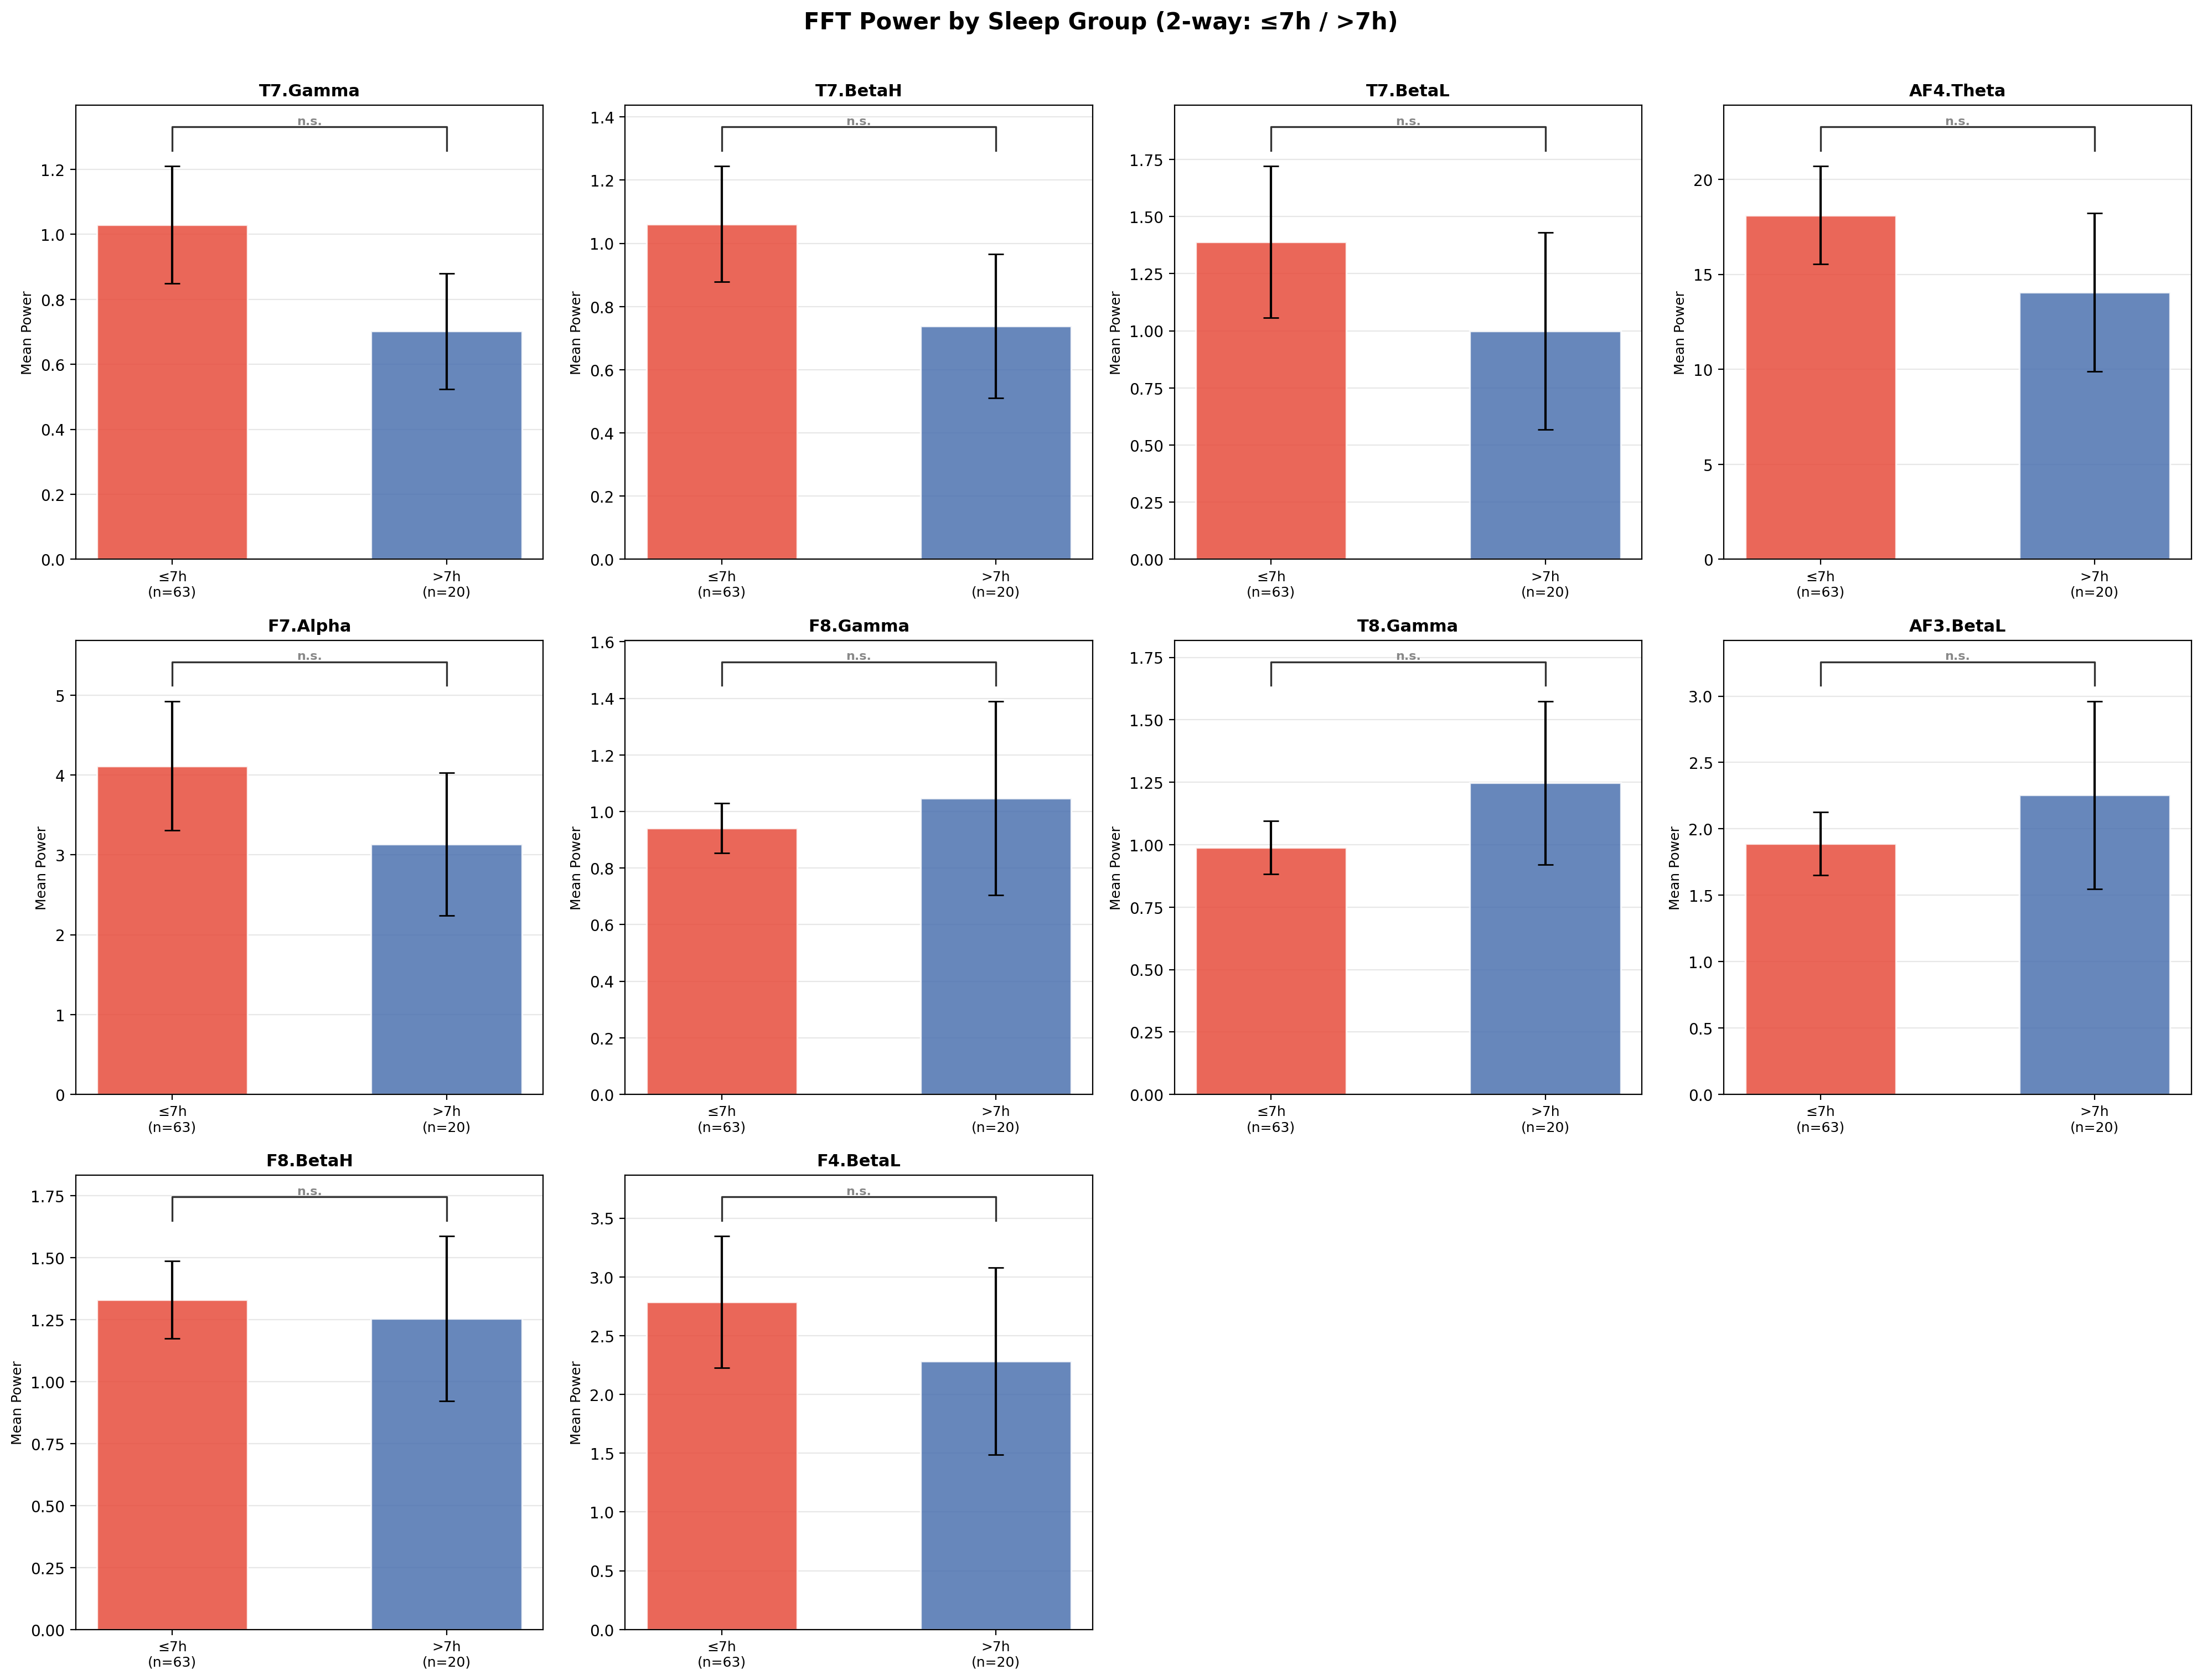 FFT Power by Sleep Group (2-way: ≤7h / >7h)
T7.Gamma
n.s.
Mean Power
1.2
1.0
0.8
0.6
0.4
0.2
0.0
≤7h
(n=63)
>7h
(n=20)
T7.BetaH
n.s.
Mean Power
1.4
1.2
1.0
0.8
0.6
0.4
0.2
0.0
≤7h
(n=63)
>7h
(n=20)
T7.BetaL
n.s.
Mean Power
1.75
1.50
1.25
1.00
0.75
0.50
0.25
0.00
≤7h
(n=63)
>7h
(n=20)
AF4.Theta
n.s.
Mean Power
20
15
10
5
0
≤7h
(n=63)
>7h
(n=20)
F7.Alpha
n.s.
Mean Power
5
4
3
2
1
0
≤7h
(n=63)
>7h
(n=20)
F8.Gamma
n.s.
Mean Power
1.6
1.4
1.2
1.0
0.8
0.6
0.4
0.2
0.0
≤7h
(n=63)
>7h
(n=20)
T8.Gamma
n.s.
Mean Power
1.75
1.50
1.25
1.00
0.75
0.50
0.25
0.00
≤7h
(n=63)
>7h
(n=20)
AF3.BetaL
n.s.
Mean Power
3.0
2.5
2.0
1.5
1.0
0.5
0.0
≤7h
(n=63)
>7h
(n=20)
F8.BetaH
n.s.
Mean Power
1.75
1.50
1.25
1.00
0.75
0.50
0.25
0.00
≤7h
(n=63)
>7h
(n=20)
F4.BetaL
n.s.
Mean Power
3.5
3.0
2.5
2.0
1.5
1.0
0.5
0.0
≤7h
(n=63)
>7h
(n=20)